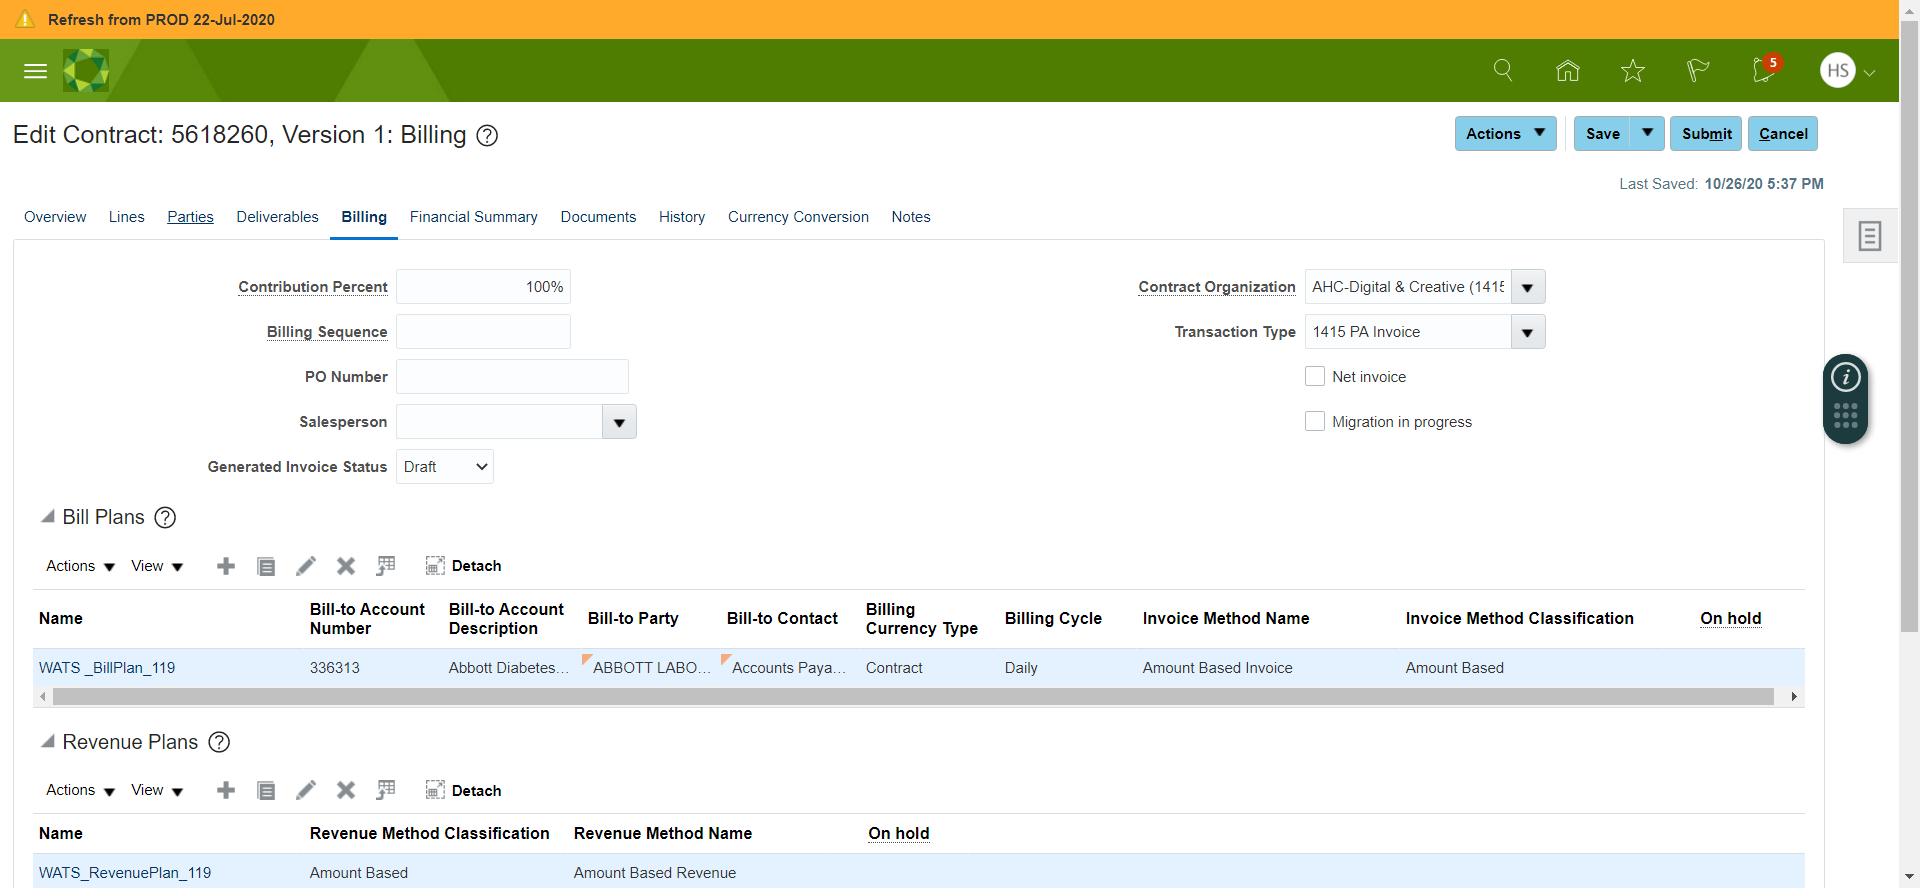 Refresh from PROD 22-Jul-2020
5
HS
Edit Contract: 5618260, Version 1: Billing ?
Actions Save Submit Cancel
Last Saved: 10/26/20 5:37 PM
Overview Lines Parties Deliverables Billing Financial Summary Documents History Currency Conversion Notes
Contribution Percent 100% Contract Organization AHC-Digital & Creative (1415
Billing Sequence Transaction Type 1415 PA Invoice
PO Number Net invoice
Salesperson Migration in progress
Generated Invoice Status Draft
Bill Plans ?
Actions View Detach
Name Bill-to Account Number Bill-to Account Description Bill-to Party Bill-to Contact Billing Currency Type Billing Cycle Invoice Method Name Invoice Method Classification On hold
WATS _BillPlan_119 336313 Abbott Diabetes... ABBOTT LABO... Accounts Paya... Contract Daily Amount Based Invoice Amount Based
Revenue Plans ?
Actions View Detach
Name Revenue Method Classification Revenue Method Name On hold
WATS_RevenuePlan_119 Amount Based Amount Based Revenue